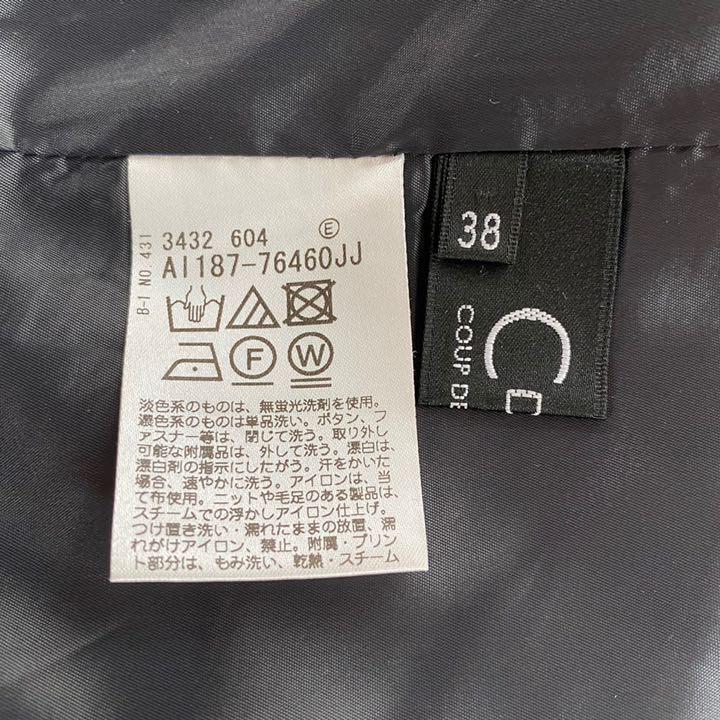 B-I NO.431
3432 604 Ⓔ
AI187-76460JJ
F W
淡色系のものは、無蛍光洗剤を使用。
濃色系のものは単品洗い。ボタン、フ
ァスナー等は、閉じて洗う。取り外し
可能な附属品は、外して洗う。漂白は、
漂白剤の指示にしたがう。汗をかいた
場合、速やかに洗う。アイロンは、当
て布使用。ニットや毛足のある製品は、
スチームでの浮かしアイロン仕上げ。
つけ置き洗い・濡れたままの放置、濡
れがけアイロン、禁止。附属・プリン
ト部分は、もみ洗い、乾熱・スチーム
38
COUP DE